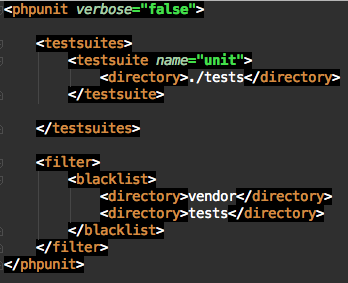 <phpunit verbose="false">
<testsuites>
<testsuite name="unit">
<directory>./tests</directory>
</testsuite>
</testsuites>
<filter>
<blacklist>
<directory>vendor</directory>
<directory>tests</directory>
</blacklist>
</filter>
</phpunit>